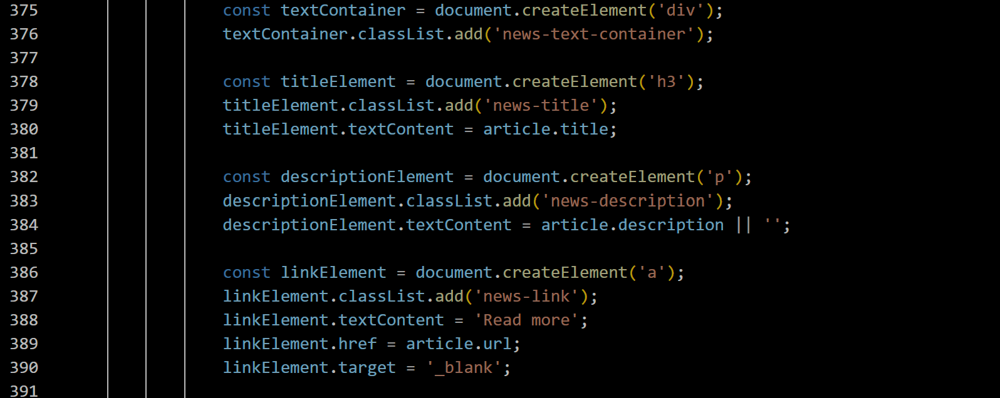 375 const textContainer = document.createElement('div');
376 textContainer.classList.add('news-text-container');
377
378 const titleElement = document.createElement('h3');
379 titleElement.classList.add('news-title');
380 titleElement.textContent = article.title;
381
382 const descriptionElement = document.createElement('p');
383 descriptionElement.classList.add('news-description');
384 descriptionElement.textContent = article.description || '';
385
386 const linkElement = document.createElement('a');
387 linkElement.classList.add('news-link');
388 linkElement.textContent = 'Read more';
389 linkElement.href = article.url;
390 linkElement.target = '_blank';
391